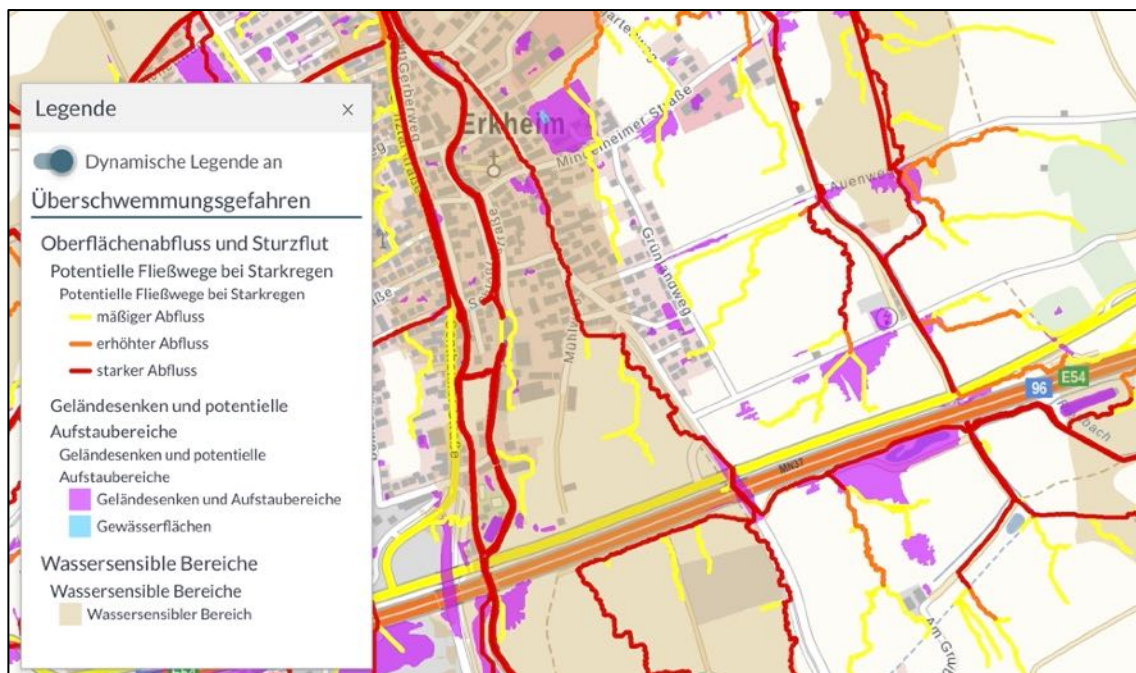 Legende
Dynamische Legende an
Überschwemmungsgefahren
Oberflächenabfluss und Sturzflut
Potentielle Fließwege bei Starkregen
Potentielle Fließwege bei Starkregen
mäßiger Abfluss
erhöhter Abfluss
starker Abfluss
Geländesenken und potentielle
Aufstaubereiche
Geländesenken und potentielle
Aufstaubereiche
Geländesenken und Aufstaubereiche
Gewässerflächen
Wassersensible Bereiche
Wassersensible Bereiche
Wassersensibler Bereich
Gerberweg
Erkheim
Mindelheimer Straße
Auenweg
Grünlandweg
96
E54
MN37